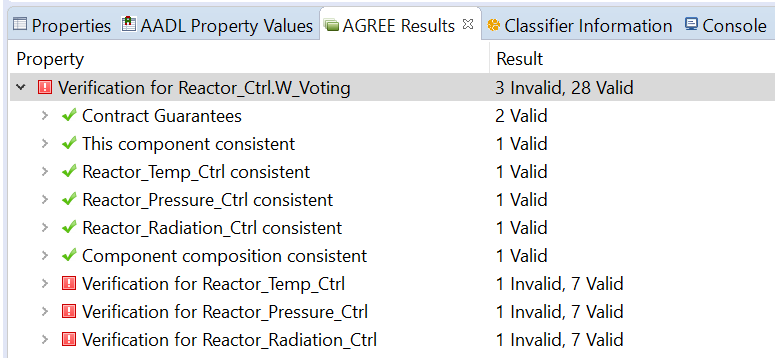 Properties AADL Property Values AGREE Results Classifier Information Console
Property Result
Verification for Reactor_Ctrl.W_Voting 3 Invalid, 28 Valid
Contract Guarantees 2 Valid
This component consistent 1 Valid
Reactor_Temp_Ctrl consistent 1 Valid
Reactor_Pressure_Ctrl consistent 1 Valid
Reactor_Radiation_Ctrl consistent 1 Valid
Component composition consistent 1 Valid
Verification for Reactor_Temp_Ctrl 1 Invalid, 7 Valid
Verification for Reactor_Pressure_Ctrl 1 Invalid, 7 Valid
Verification for Reactor_Radiation_Ctrl 1 Invalid, 7 Valid